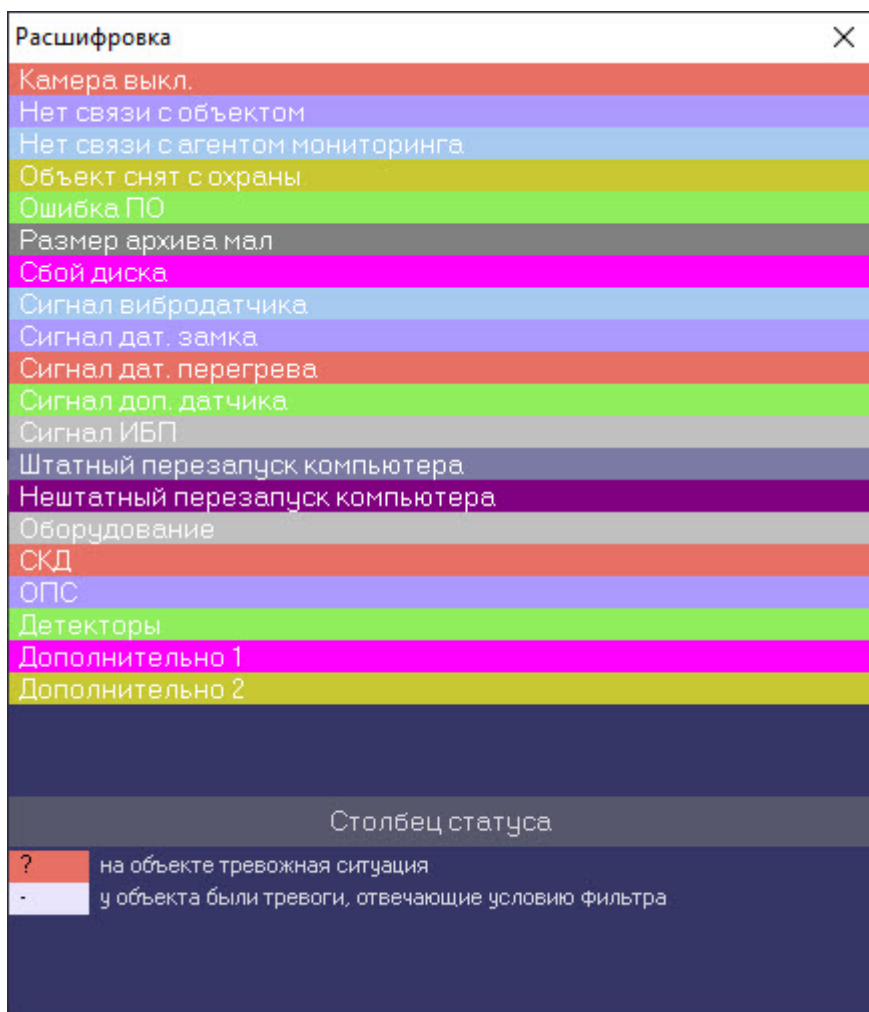 Расшифровка
Камера выкл.
Нет связи с объектом
Нет связи с агентом мониторинга
Объект снят с охраны
Ошибка ПО
Размер архива мал
Сбой диска
Сигнал вибродатчика
Сигнал дат. замка
Сигнал дат. перегрева
Сигнал доп. датчика
Сигнал ИБП
Штатный перезапуск компьютера
Нештатный перезапуск компьютера
Оборудование
СКД
ОПС
Детекторы
Дополнительно 1
Дополнительно 2
Столбец статуса
? на объекте тревожная ситуация
- у объекта были тревоги, отвечающие условию фильтра